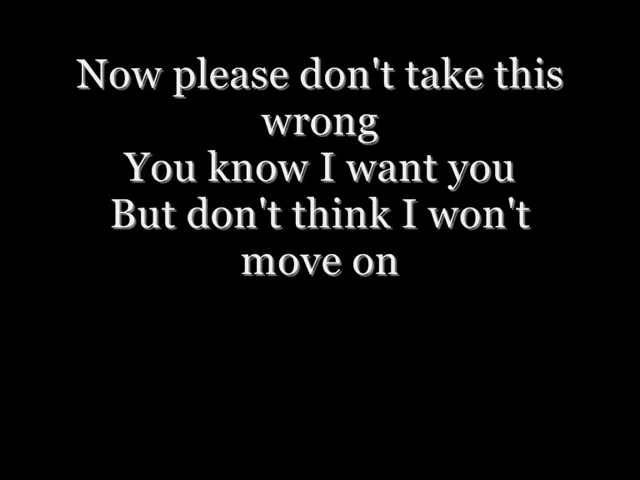 Now please don't take this
wrong
You know I want you
But don't think I won't
move on